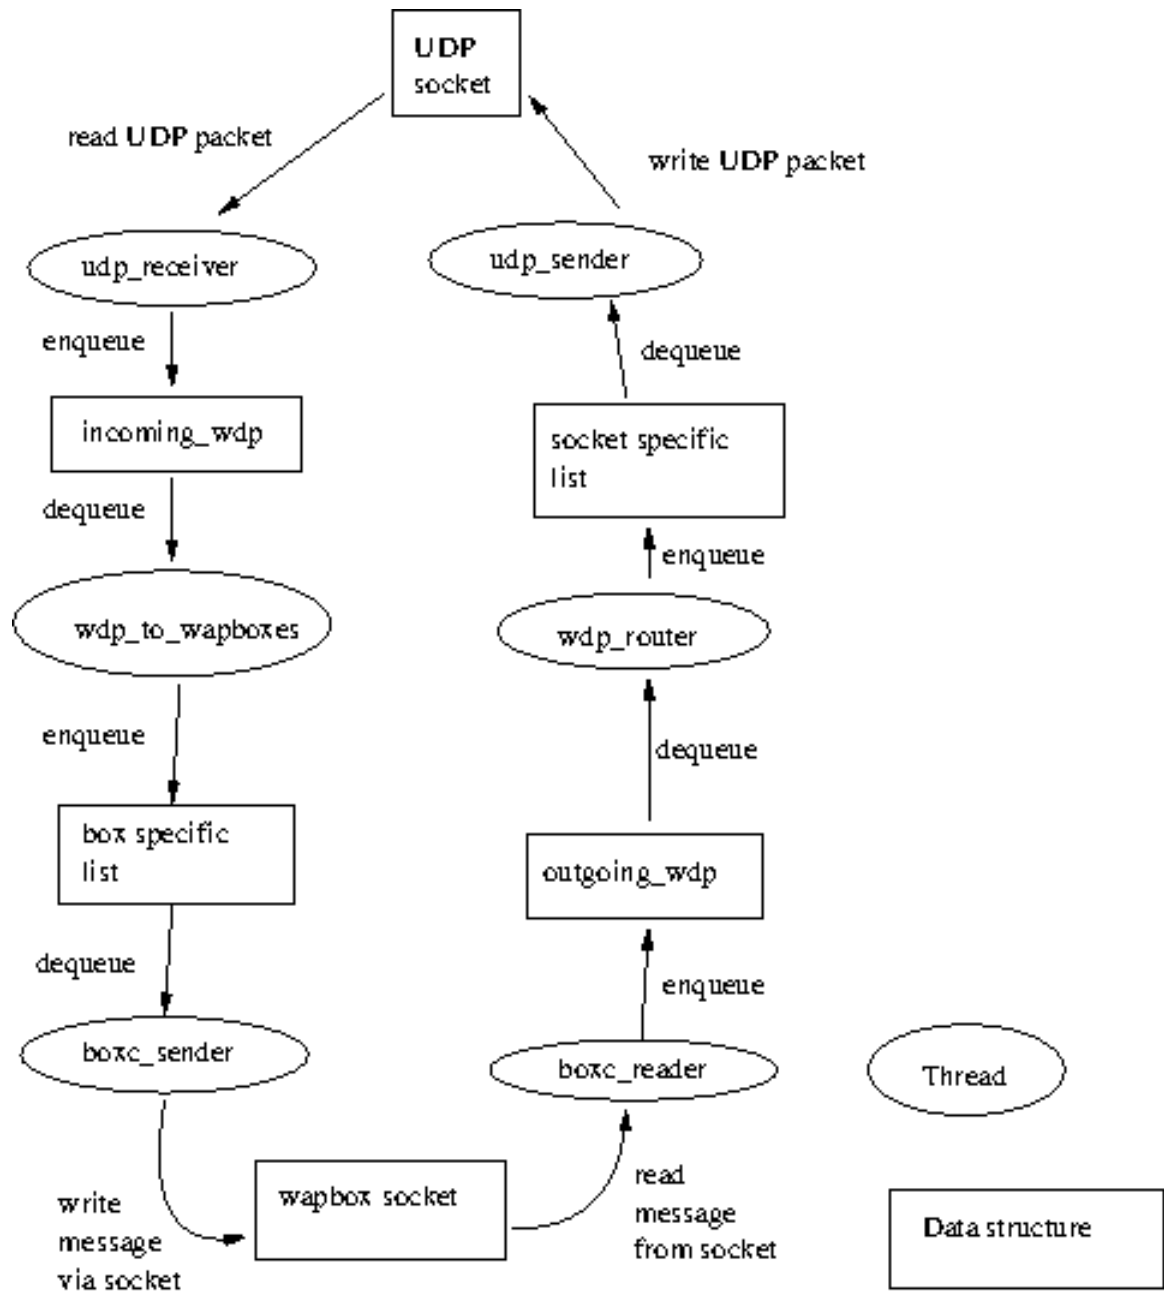 UDP
socket
read UDP packet
write UDP packet
udp_receiver
udp_sender
enqueue
dequeue
incoming_wdp
socket specific
list
dequeue
enqueue
wdp_to_wapboxes
wdp_router
enqueue
dequeue
box specific
list
outgoing_wdp
dequeue
enqueue
boxc_sender
boxc_reader
Thread
write
message
via socket
wapbox socket
read
message
from socket
Data structure